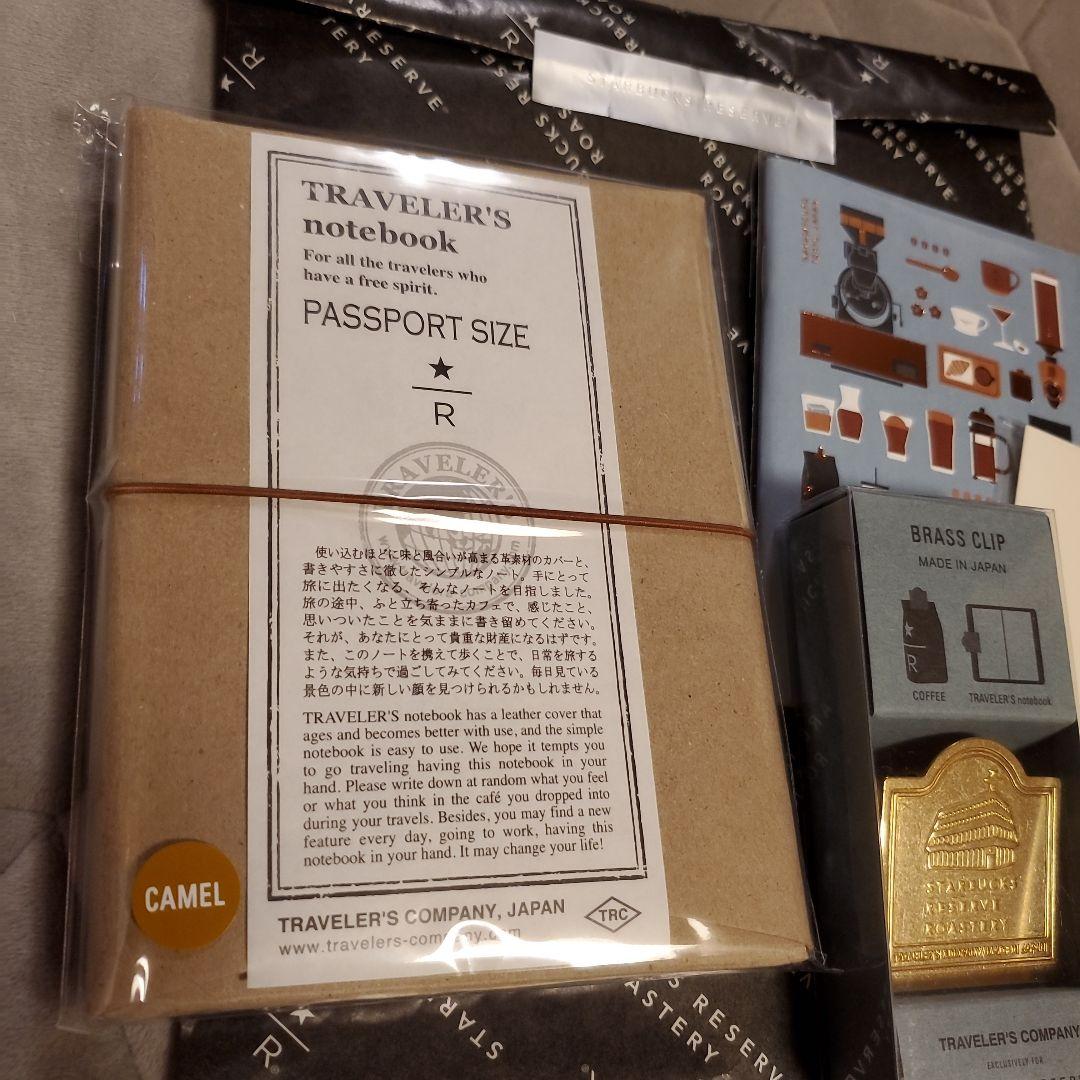 STARBUCKS RESERVE
TRAVELER'S
notebook
For all the travelers who
have a free spirit.
PASSPORT SIZE
R
TRAVELER'S
使い込むほどに味と風合いが高まる革素材のカバーと、
書きやすさに徹したシンプルなノート。手にとって
旅に出たくなる、そんなノートを目指しました。
旅の途中、ふと立ち寄ったカフェで、感じたこと、
思いついたことを気ままに書き留めてください。
それが、あなたにとって貴重な財産になるはずです。
また、このノートを携えて歩くことで、日常を旅する
ような気持ちで過ごしてみてください。毎日見ている
景色の中に新しい顔を見つけられるかもしれません。
TRAVELER'S notebook has a leather cover that
ages and becomes better with use, and the simple
notebook is easy to use. We hope it tempts you
to go traveling having this notebook in your
hand. Please write down at random what you feel
or what you think in the café you dropped into
during your travels. Besides, you may find a new
feature every day, going to work, having this
notebook in your hand. It may change your life!
TRAVELER'S COMPANY, JAPAN
TRC
www.travelers-company.com
CAMEL
BRASS CLIP
MADE IN JAPAN
R
COFFEE
TRAVELER'S notebook
STARBUCKS
RESERVE
ROASTERY
TRAVELER'S COMPANY
EXCLUSIVELY FOR